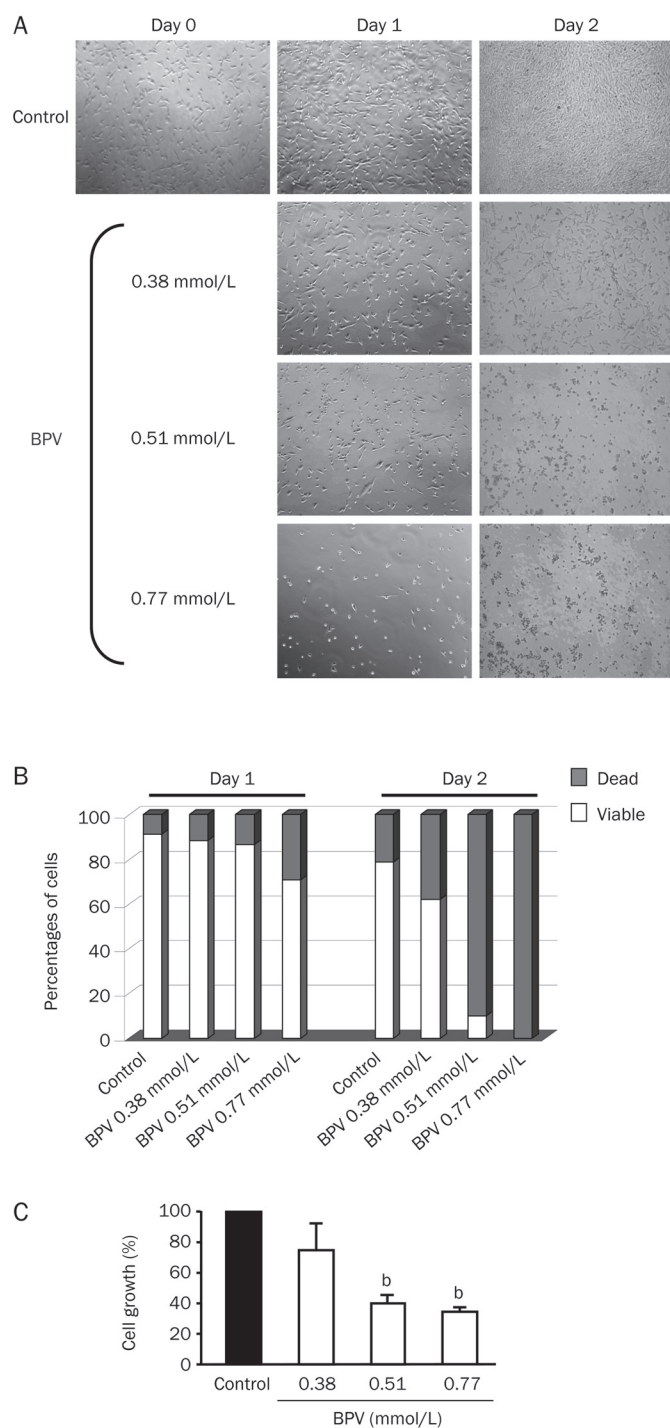 A
Day 0 Day 1 Day 2
Control
0.38 mmol/L
BPV
0.51 mmol/L
0.77 mmol/L
B
Day 1 Day 2
Dead
Viable
Percentages of cells
100
80
60
40
20
0
Control
BPV 0.38 mmol/L
BPV 0.51 mmol/L
BPV 0.77 mmol/L
Control
BPV 0.38 mmol/L
BPV 0.51 mmol/L
BPV 0.77 mmol/L
C
Cell growth (%)
100
80
60
40
20
0
b
b
Control 0.38 0.51 0.77
BPV (mmol/L)